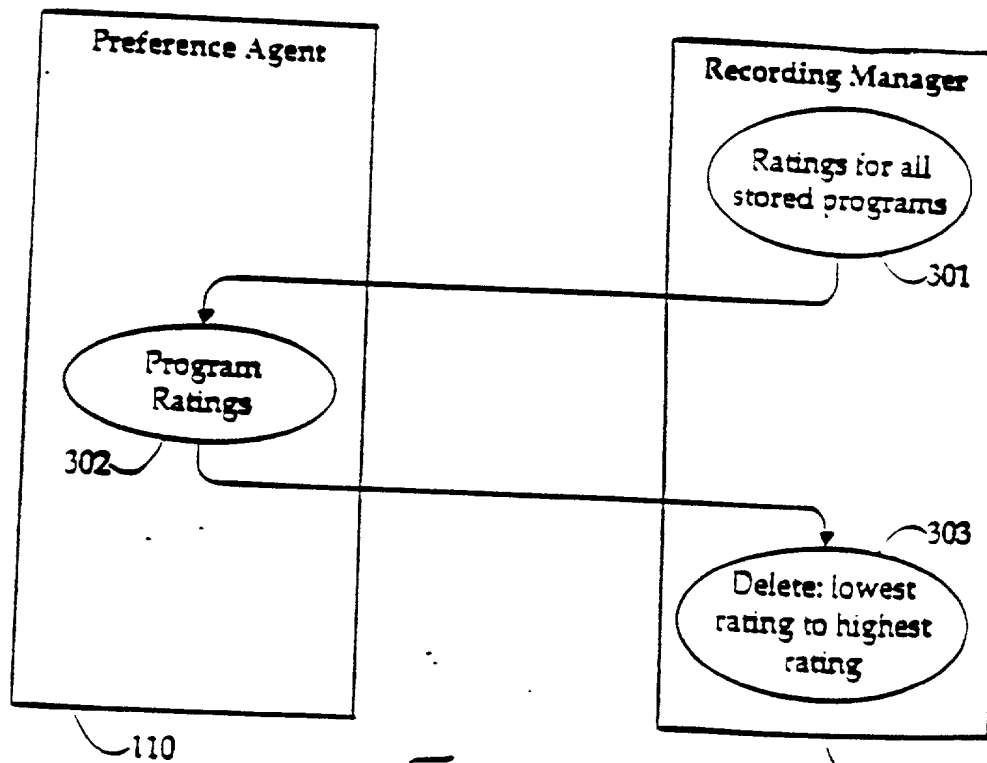 Preference Agent
Recording Manager
Ratings for all
stored programs
301
Program
Ratings
302
303
Delete: lowest
rating to highest
rating
110